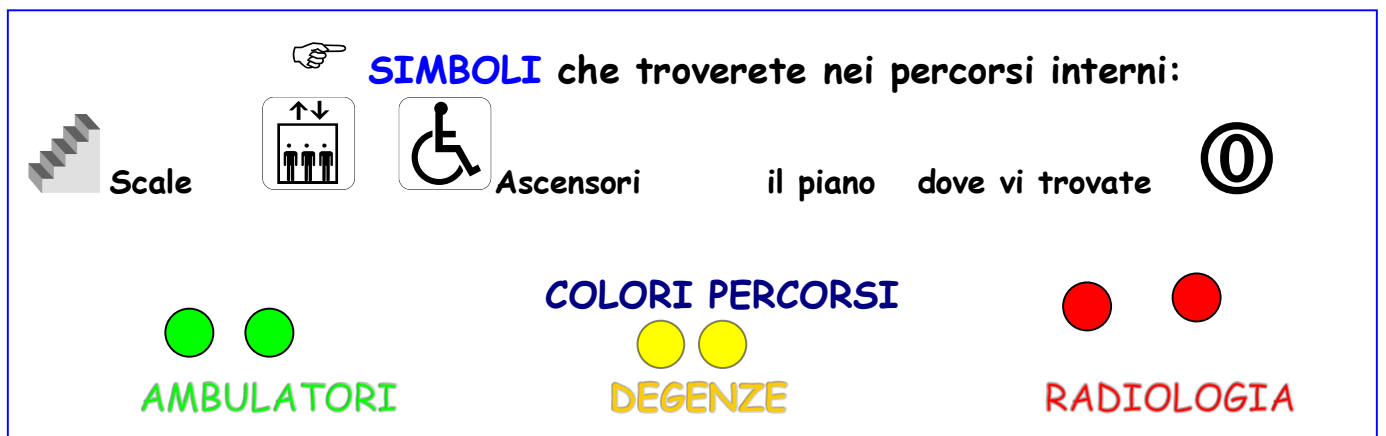 SIMBOLI che troverete nei percorsi interni:
Scale Ascensori il piano dove vi trovate 0
COLORI PERCORSI
AMBULATORI DEGENZE RADIOLOGIA